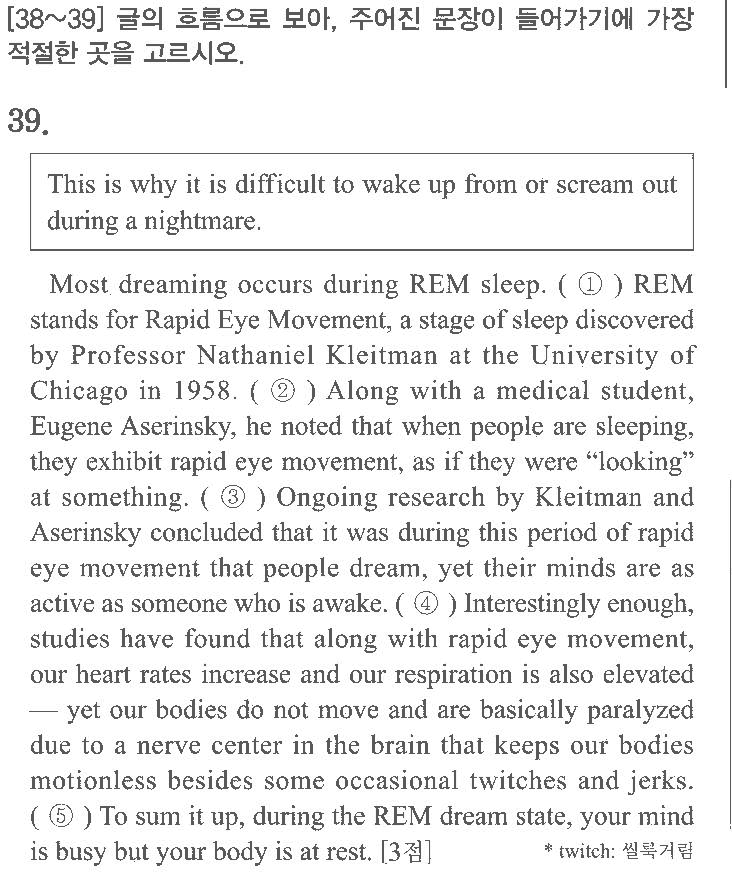 [38~39] 글의 흐름으로 보아, 주어진 문장이 들어가기에 가장
적절한 곳을 고르시오.
39.
This is why it is difficult to wake up from or scream out
during a nightmare.
Most dreaming occurs during REM sleep. ( ① ) REM
stands for Rapid Eye Movement, a stage of sleep discovered
by Professor Nathaniel Kleitman at the University of
Chicago in 1958. ( ② ) Along with a medical student,
Eugene Aserinsky, he noted that when people are sleeping,
they exhibit rapid eye movement, as if they were “looking”
at something. ( ③ ) Ongoing research by Kleitman and
Aserinsky concluded that it was during this period of rapid
eye movement that people dream, yet their minds are as
active as someone who is awake. ( ④ ) Interestingly enough,
studies have found that along with rapid eye movement,
our heart rates increase and our respiration is also elevated
— yet our bodies do not move and are basically paralyzed
due to a nerve center in the brain that keeps our bodies
motionless besides some occasional twitches and jerks.
( ⑤ ) To sum it up, during the REM dream state, your mind
is busy but your body is at rest. [3점]
* twitch: 씰룩거림